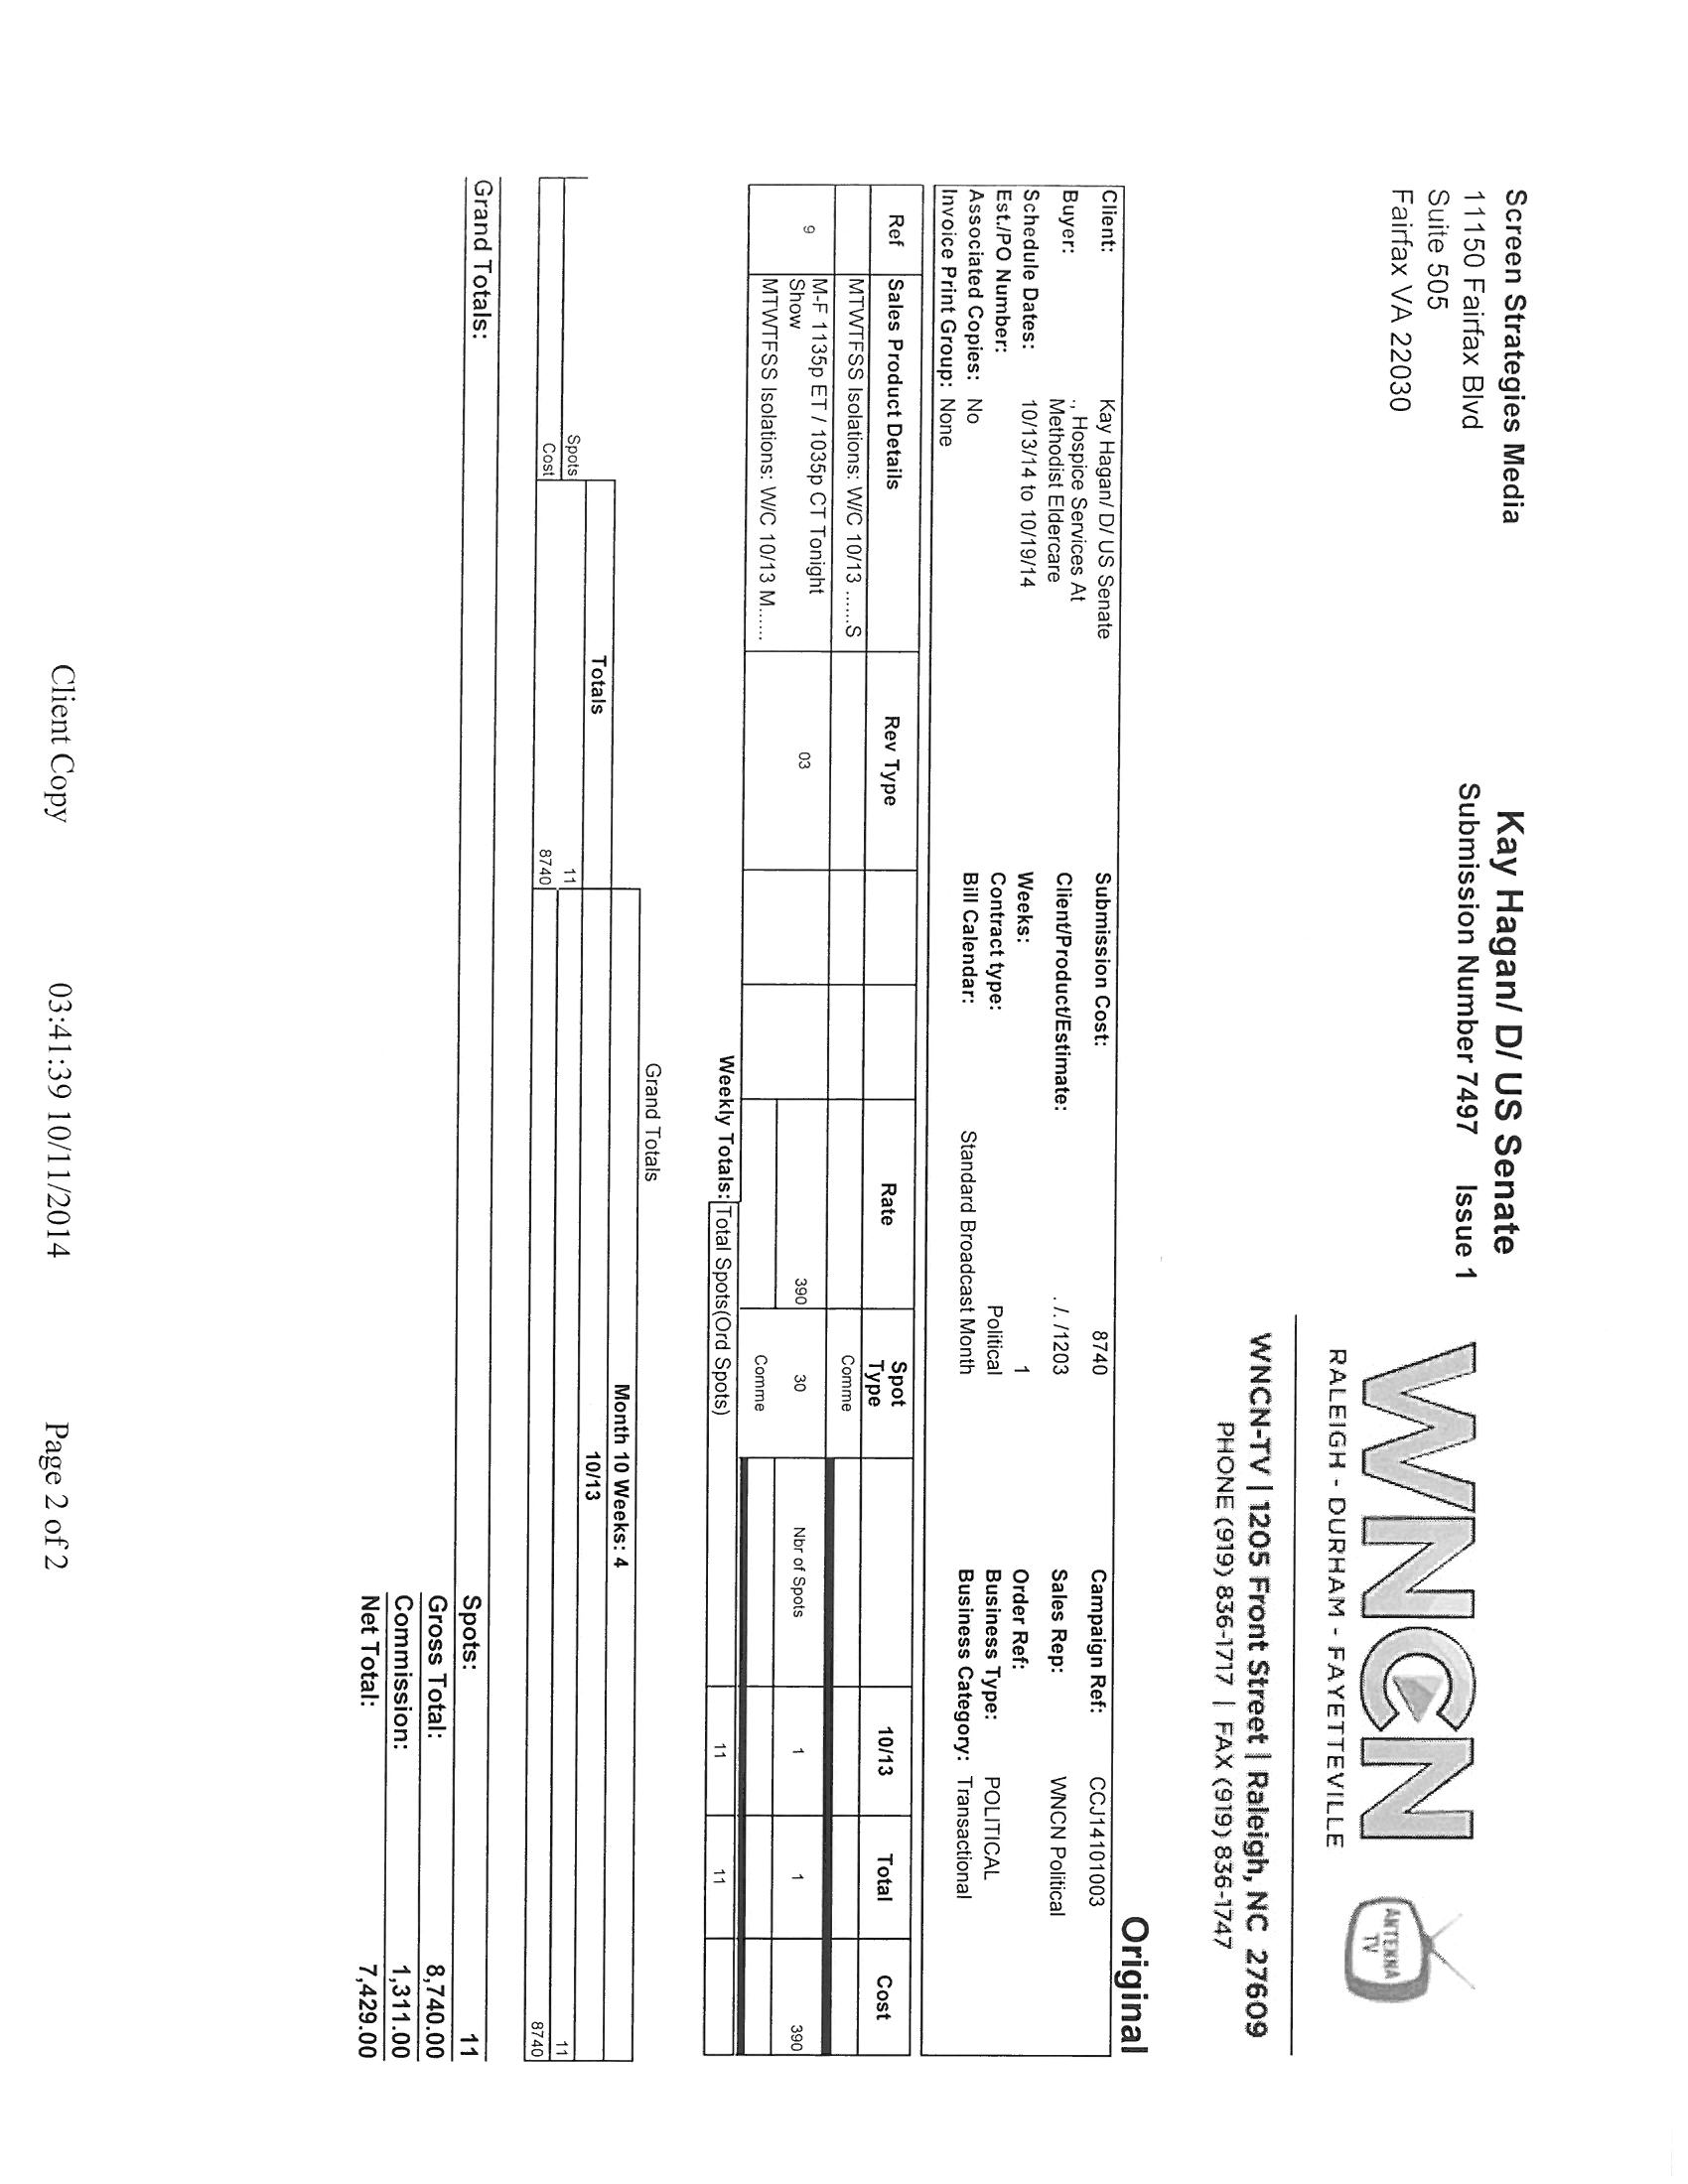 Screen Strategies Media
11150 Fairfax Blvd
Suite 505
Fairfax VA 22030
Kay Hagan/ D/ US Senate
Submission Number 7497 Issue 1
WNCN
RALEIGH - DURHAM - FAYETTEVILLE
ANTENNA
TV
WNCN-TV | 1205 Front Street | Raleigh, NC 27609
PHONE (919) 836-1717 | FAX (919) 836-1747
Original
Client: Kay Hagan/ D/ US Senate Submission Cost: 8740 Campaign Ref: CCJ14101003
Buyer: ., Hospice Services At Methodist Eldercare Client/Product/Estimate: . /. /1203 Sales Rep: WNCN Political
Schedule Dates: 10/13/14 to 10/19/14 Weeks: 1 Order Ref:
Est./PO Number: Contract type: Political Business Type: POLITICAL
Associated Copies: No Bill Calendar: Standard Broadcast Month Business Category: Transactional
Invoice Print Group: None
Ref Sales Product Details Rev Type Rate Spot Type 10/13 Total Cost
MTWTFSS Isolations: W/C 10/13 ......S Comme
9 M-F 1135p ET / 1035p CT Tonight Show 03 390 30 Nbr of Spots 1 1 390
MTWTFSS Isolations: W/C 10/13 M...... Comme
Weekly Totals: Total Spots(Ord Spots) 11 11
Grand Totals
Month 10 Weeks: 4
Totals 10/13
Spots 11 11
Cost 8740 8740
Grand Totals: Spots: 11
Gross Total: 8,740.00
Commission: 1,311.00
Net Total: 7,429.00
Client Copy 03:41:39 10/11/2014 Page 2 of 2